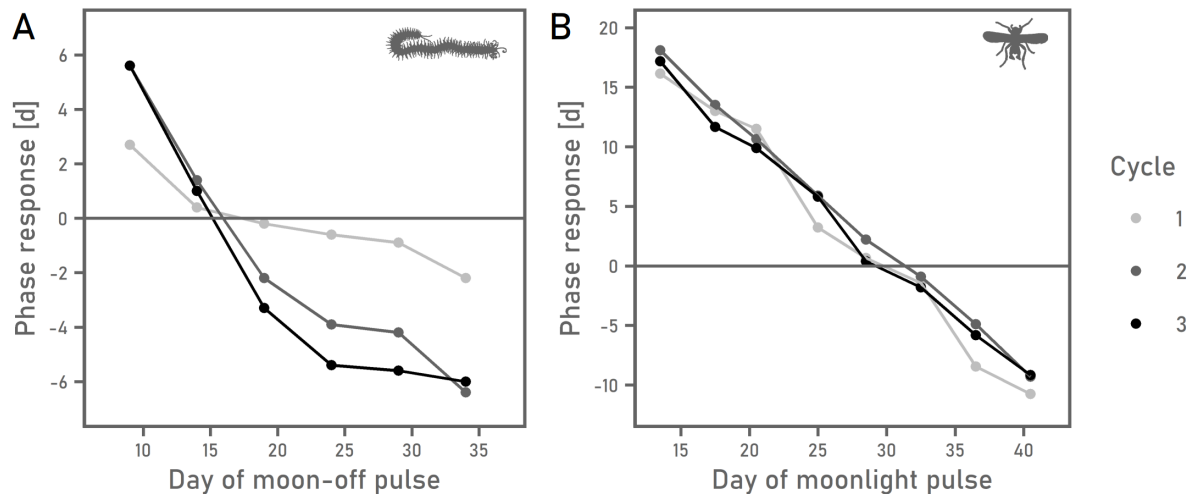 A
Phase response [d]
6
4
2
0
-2
-4
-6
10 15 20 25 30 35
Day of moon-off pulse
B
Phase response [d]
20
15
10
5
0
-5
-10
15 20 25 30 35 40
Day of moonlight pulse
Cycle
1
2
3